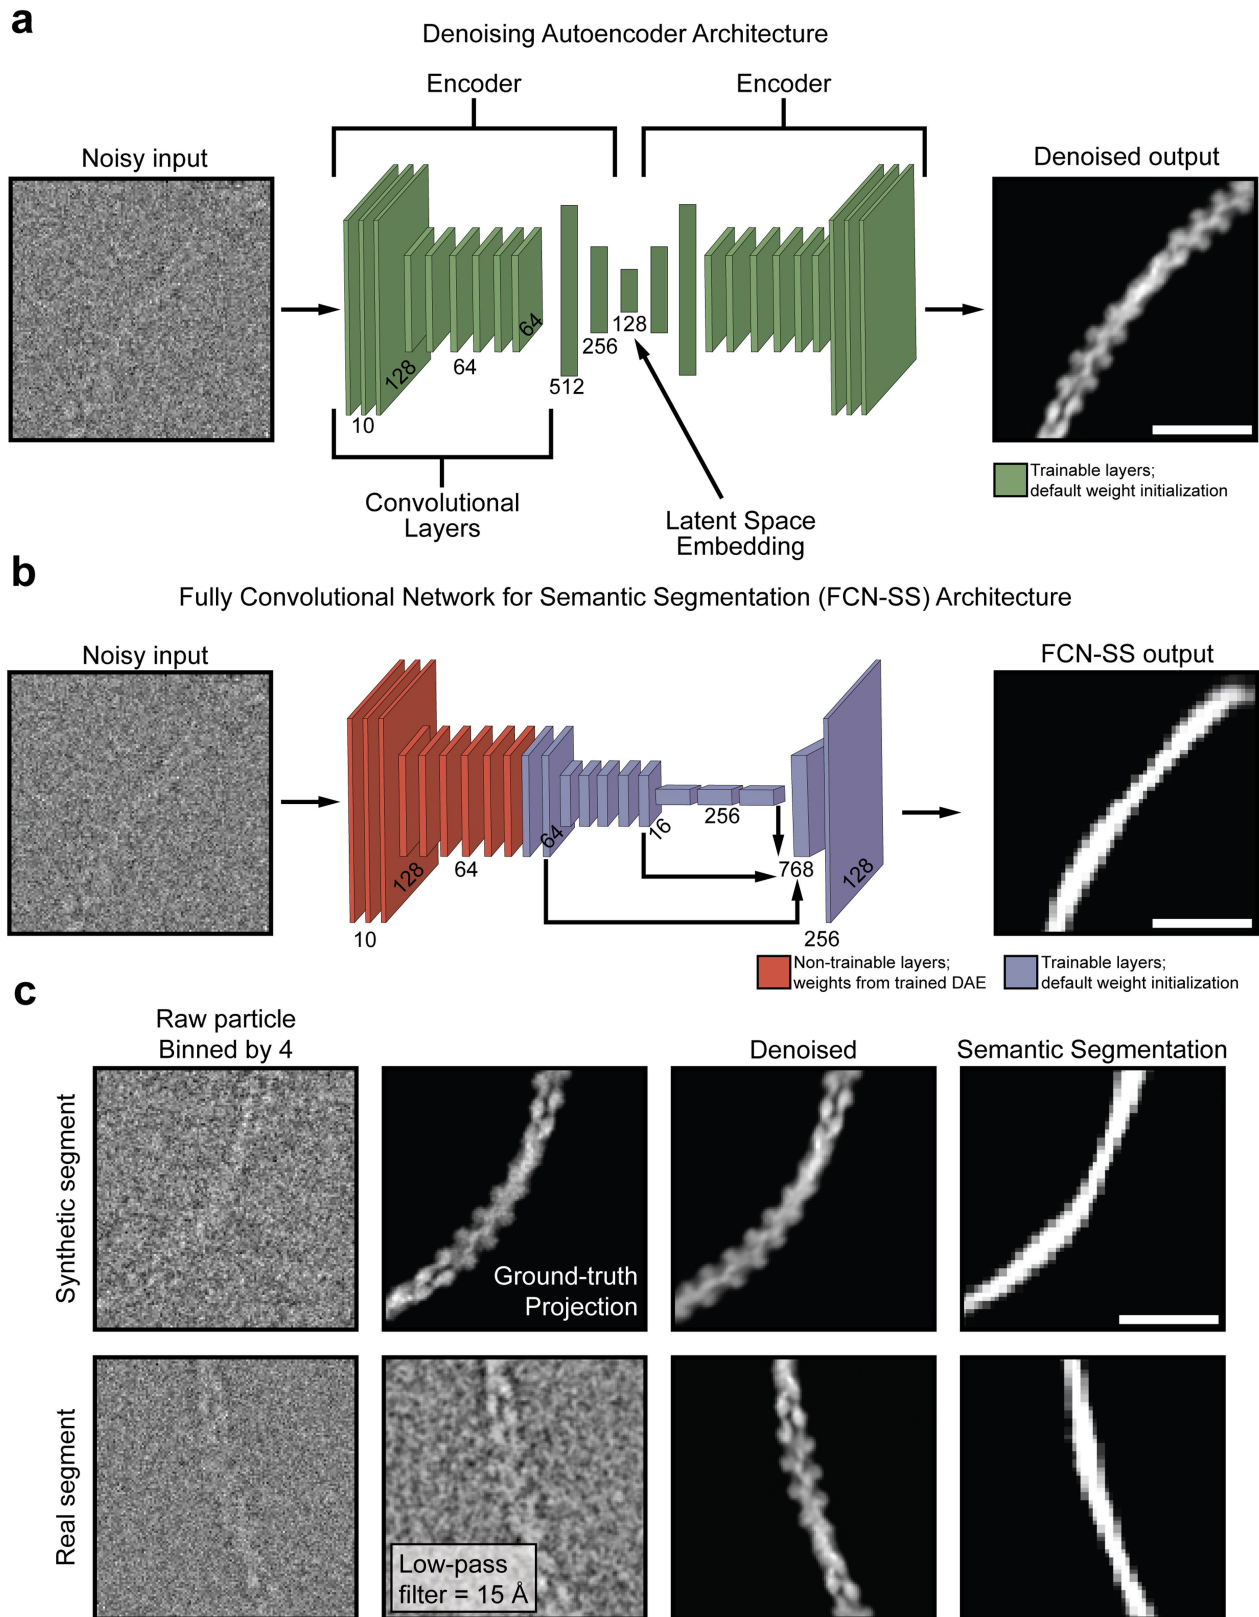 a
Denoising Autoencoder Architecture
Encoder
Encoder
Noisy input
Denoised output
10
128
64
64
512
256
128
Convolutional
Layers
Latent Space
Embedding
Trainable layers;
default weight initialization
b
Fully Convolutional Network for Semantic Segmentation (FCN-SS) Architecture
Noisy input
FCN-SS output
10
128
64
64
16
256
768
256
128
Non-trainable layers;
weights from trained DAE
Trainable layers;
default weight initialization
c
Raw particle
Binned by 4
Denoised
Semantic Segmentation
Synthetic segment
Ground-truth
Projection
Real segment
Low-pass
filter = 15 Å